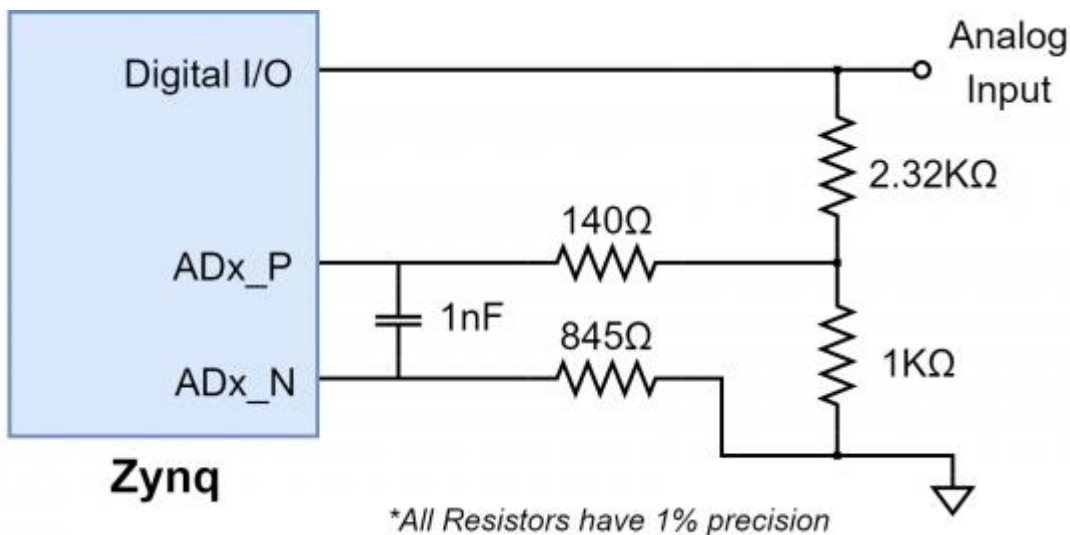 Analog
Input
Digital I/O
2.32KΩ
140Ω
ADx_P
1nF
845Ω
1KΩ
ADx_N
Zynq
*All Resistors have 1% precision